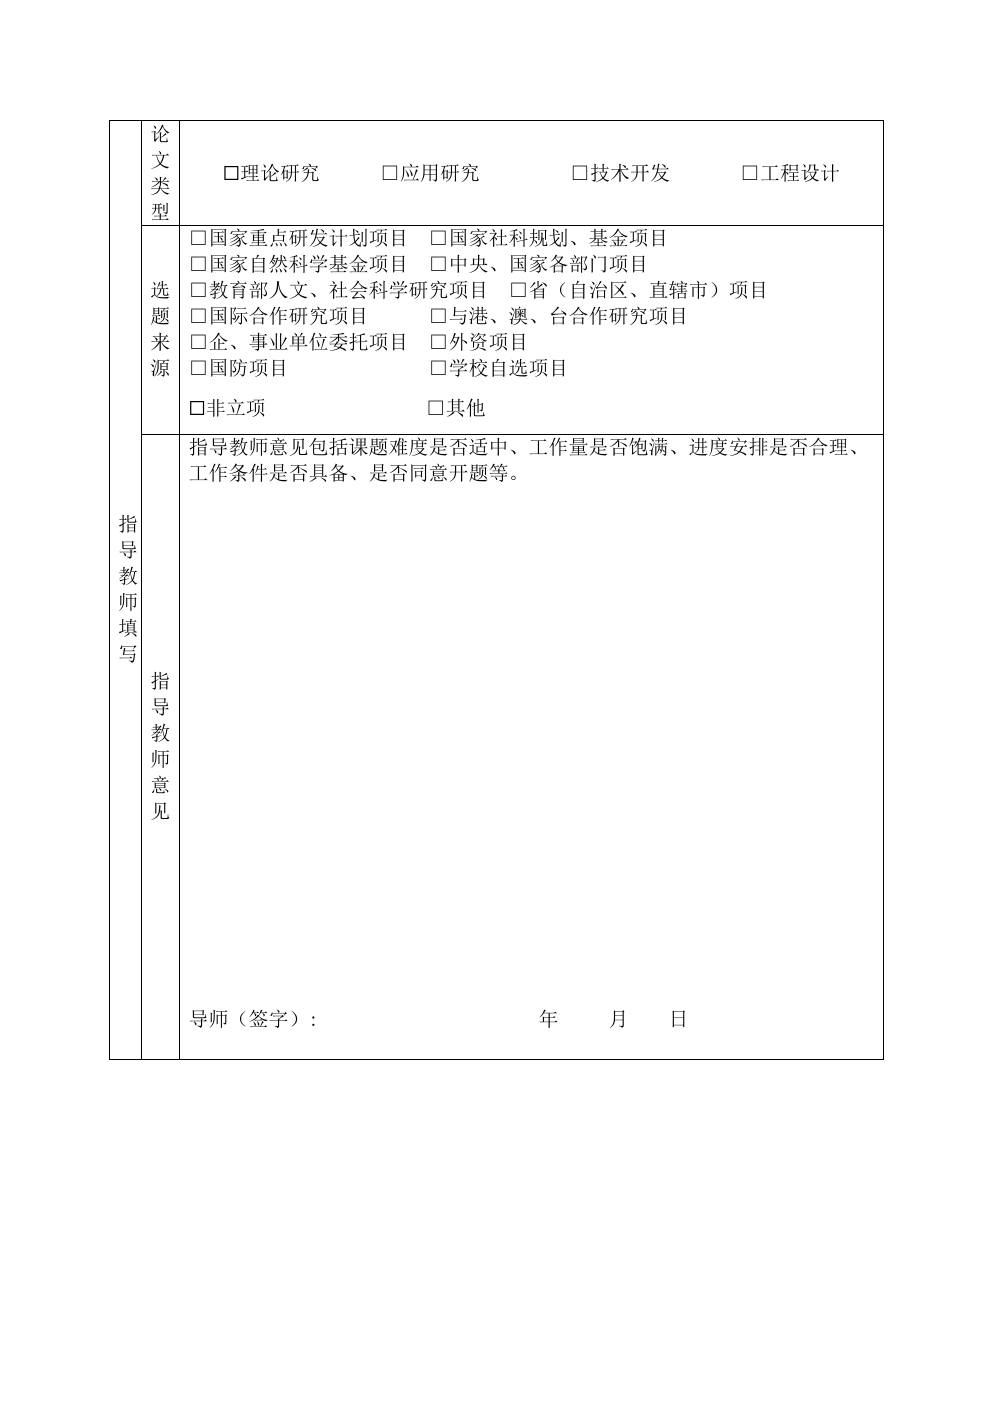 指导教师填写
论文类型
□理论研究 □应用研究 □技术开发 □工程设计
选题来源
□国家重点研发计划项目 □国家社科规划、基金项目
□国家自然科学基金项目 □中央、国家各部门项目
□教育部人文、社会科学研究项目 □省（自治区、直辖市）项目
□国际合作研究项目 □与港、澳、台合作研究项目
□企、事业单位委托项目 □外资项目
□国防项目 □学校自选项目
□非立项 □其他
指导教师意见
指导教师意见包括课题难度是否适中、工作量是否饱满、进度安排是否合理、
工作条件是否具备、是否同意开题等。
导师（签字）: 年 月 日